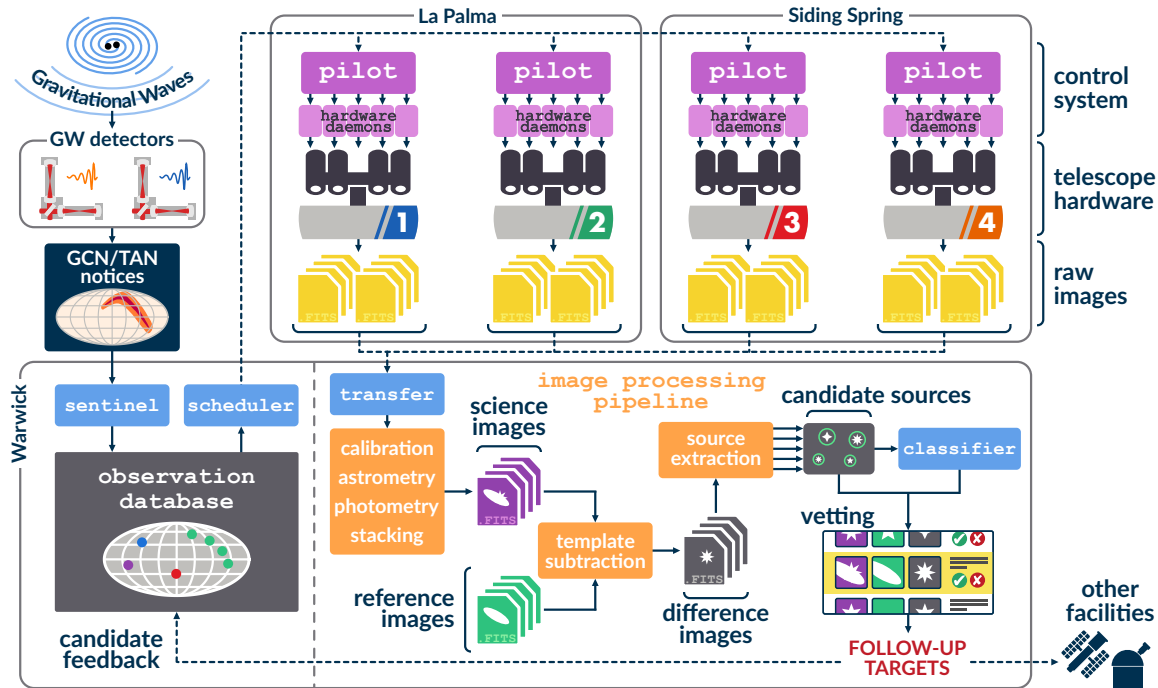 La Palma
Siding Spring
Gravitational Waves
GW detectors
GCN/TAN
notices
pilot
pilot
pilot
pilot
control
system
hardware
daemons
hardware
daemons
hardware
daemons
hardware
daemons
telescope
hardware
1
2
3
4
raw
images
.FITS
.FITS
.FITS
.FITS
.FITS
.FITS
.FITS
.FITS
Warwick
sentinel
scheduler
observation
database
candidate
feedback
transfer
image processing
pipeline
calibration
astrometry
photometry
stacking
science
images
.FITS
reference
images
.FITS
template
subtraction
.FITS
difference
images
source
extraction
candidate sources
classifier
vetting
FOLLOW-UP
TARGETS
other
facilities